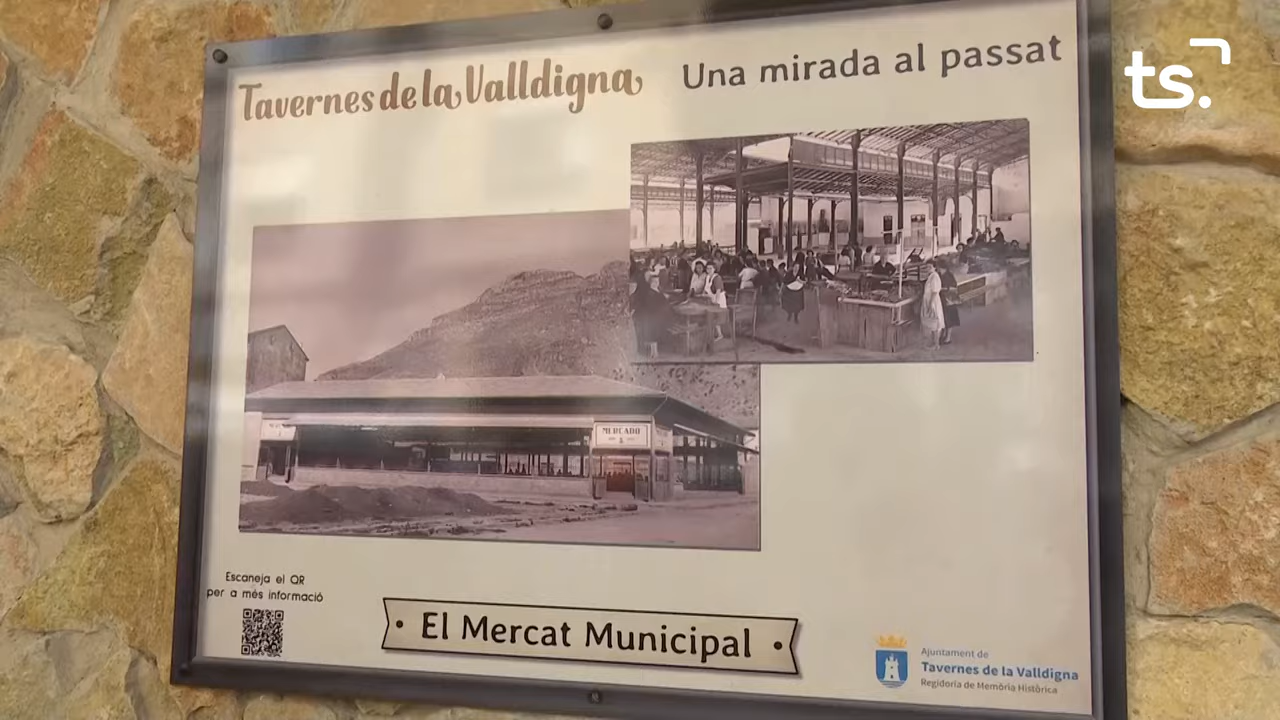 Tavernes de la Valldigna
Una mirada al passat
ts.
MERCADO
Escaneja el QR
per a més informació
El Mercat Municipal
Ajuntament de
Tavernes de la Valldigna
Regidoria de Memòria Històrica